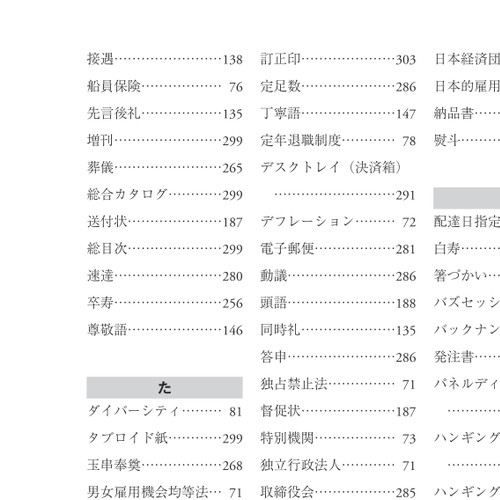 接遇……………………138
船員保険……………… 76
先言後礼………………135
増刊……………………299
葬儀……………………265
総合カタログ…………299
送付状…………………187
総目次…………………299
速達……………………280
卒寿……………………256
尊敬語…………………146
た
ダイバーシティ……… 81
タブロイド紙…………299
玉串奉奠………………268
男女雇用機会均等法… 71
訂正印…………………303
定足数…………………286
丁寧語…………………147
定年退職制度………… 78
デスクトレイ（決済箱）
……………………291
デフレーション……… 72
電子郵便………………281
動議……………………286
頭語……………………188
同時礼…………………135
答申……………………286
独占禁止法…………… 71
督促状…………………187
特別機関……………… 73
独立行政法人………… 71
取締役会………………285
日本経済団
日本的雇用
納品書……
熨斗………
配達日指定
白寿………
箸づかい…
バズセッシ
バックナン
発注書……
パネルディ
…………
ハンギング
…………
ハンギング